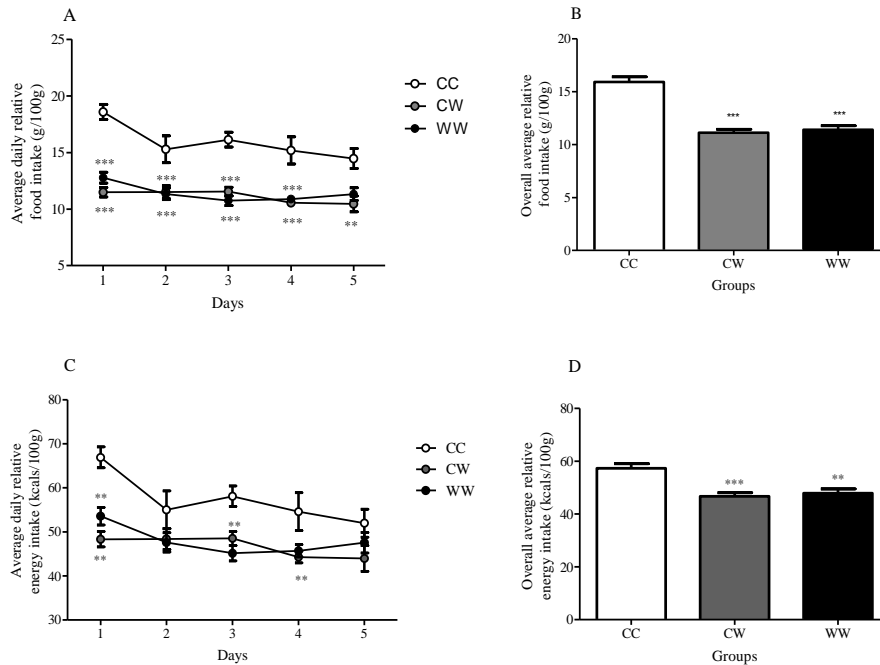 A
Average daily relative
food intake (g/100g)
25
20
15
10
5
***
***
***
***
***
***
***
***
**
1 2 3 4 5
Days
CC
CW
WW
B
Overall average relative
food intake (g/100g)
20
15
10
5
0
***
***
CC CW WW
Groups
C
Average daily relative
energy intake (kcals/100g)
80
70
60
50
40
30
**
**
**
**
1 2 3 4 5
Days
CC
CW
WW
D
Overall average relative
energy intake (kcals/100g)
80
60
40
20
0
***
**
CC CW WW
Groups